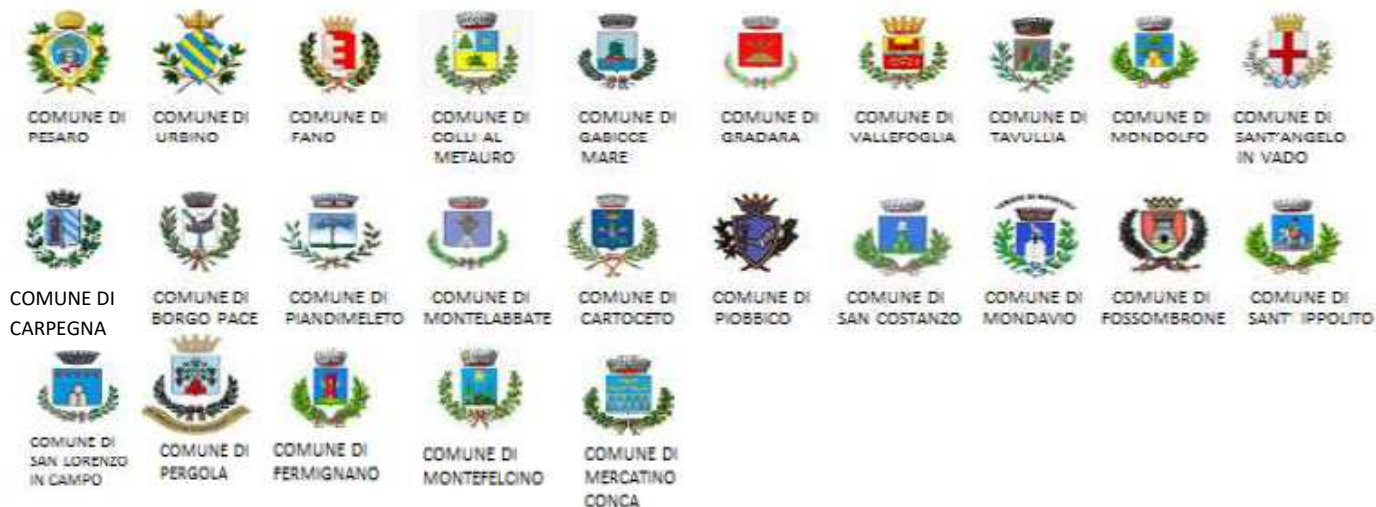 COMUNE DI
PESARO
COMUNE DI
URBINO
COMUNE DI
FANO
COMUNE DI
COLLI AL
METAURO
COMUNE DI
GABICCE
MARE
COMUNE DI
GRADARA
COMUNE DI
VALLEFOGLIA
COMUNE DI
TAVULLIA
COMUNE DI
MONDOLFO
COMUNE DI
SANT'ANGELO
IN VADO
COMUNE DI
CARPEGNA
COMUNE DI
BORGO PACE
COMUNE DI
PIANDIMELETO
COMUNE DI
MONTELABBATE
COMUNE DI
CARTOCETO
COMUNE DI
PIOBBICO
COMUNE DI
SAN COSTANZO
COMUNE DI
MONDAVIO
COMUNE DI
FOSSOMBRONE
COMUNE DI
SANT' IPPOLITO
COMUNE DI
SAN LORENZO
IN CAMPO
COMUNE DI
PERGOLA
COMUNE DI
FERMIGNANO
COMUNE DI
MONTEFELCINO
COMUNE DI
MERCATINO
CONCA